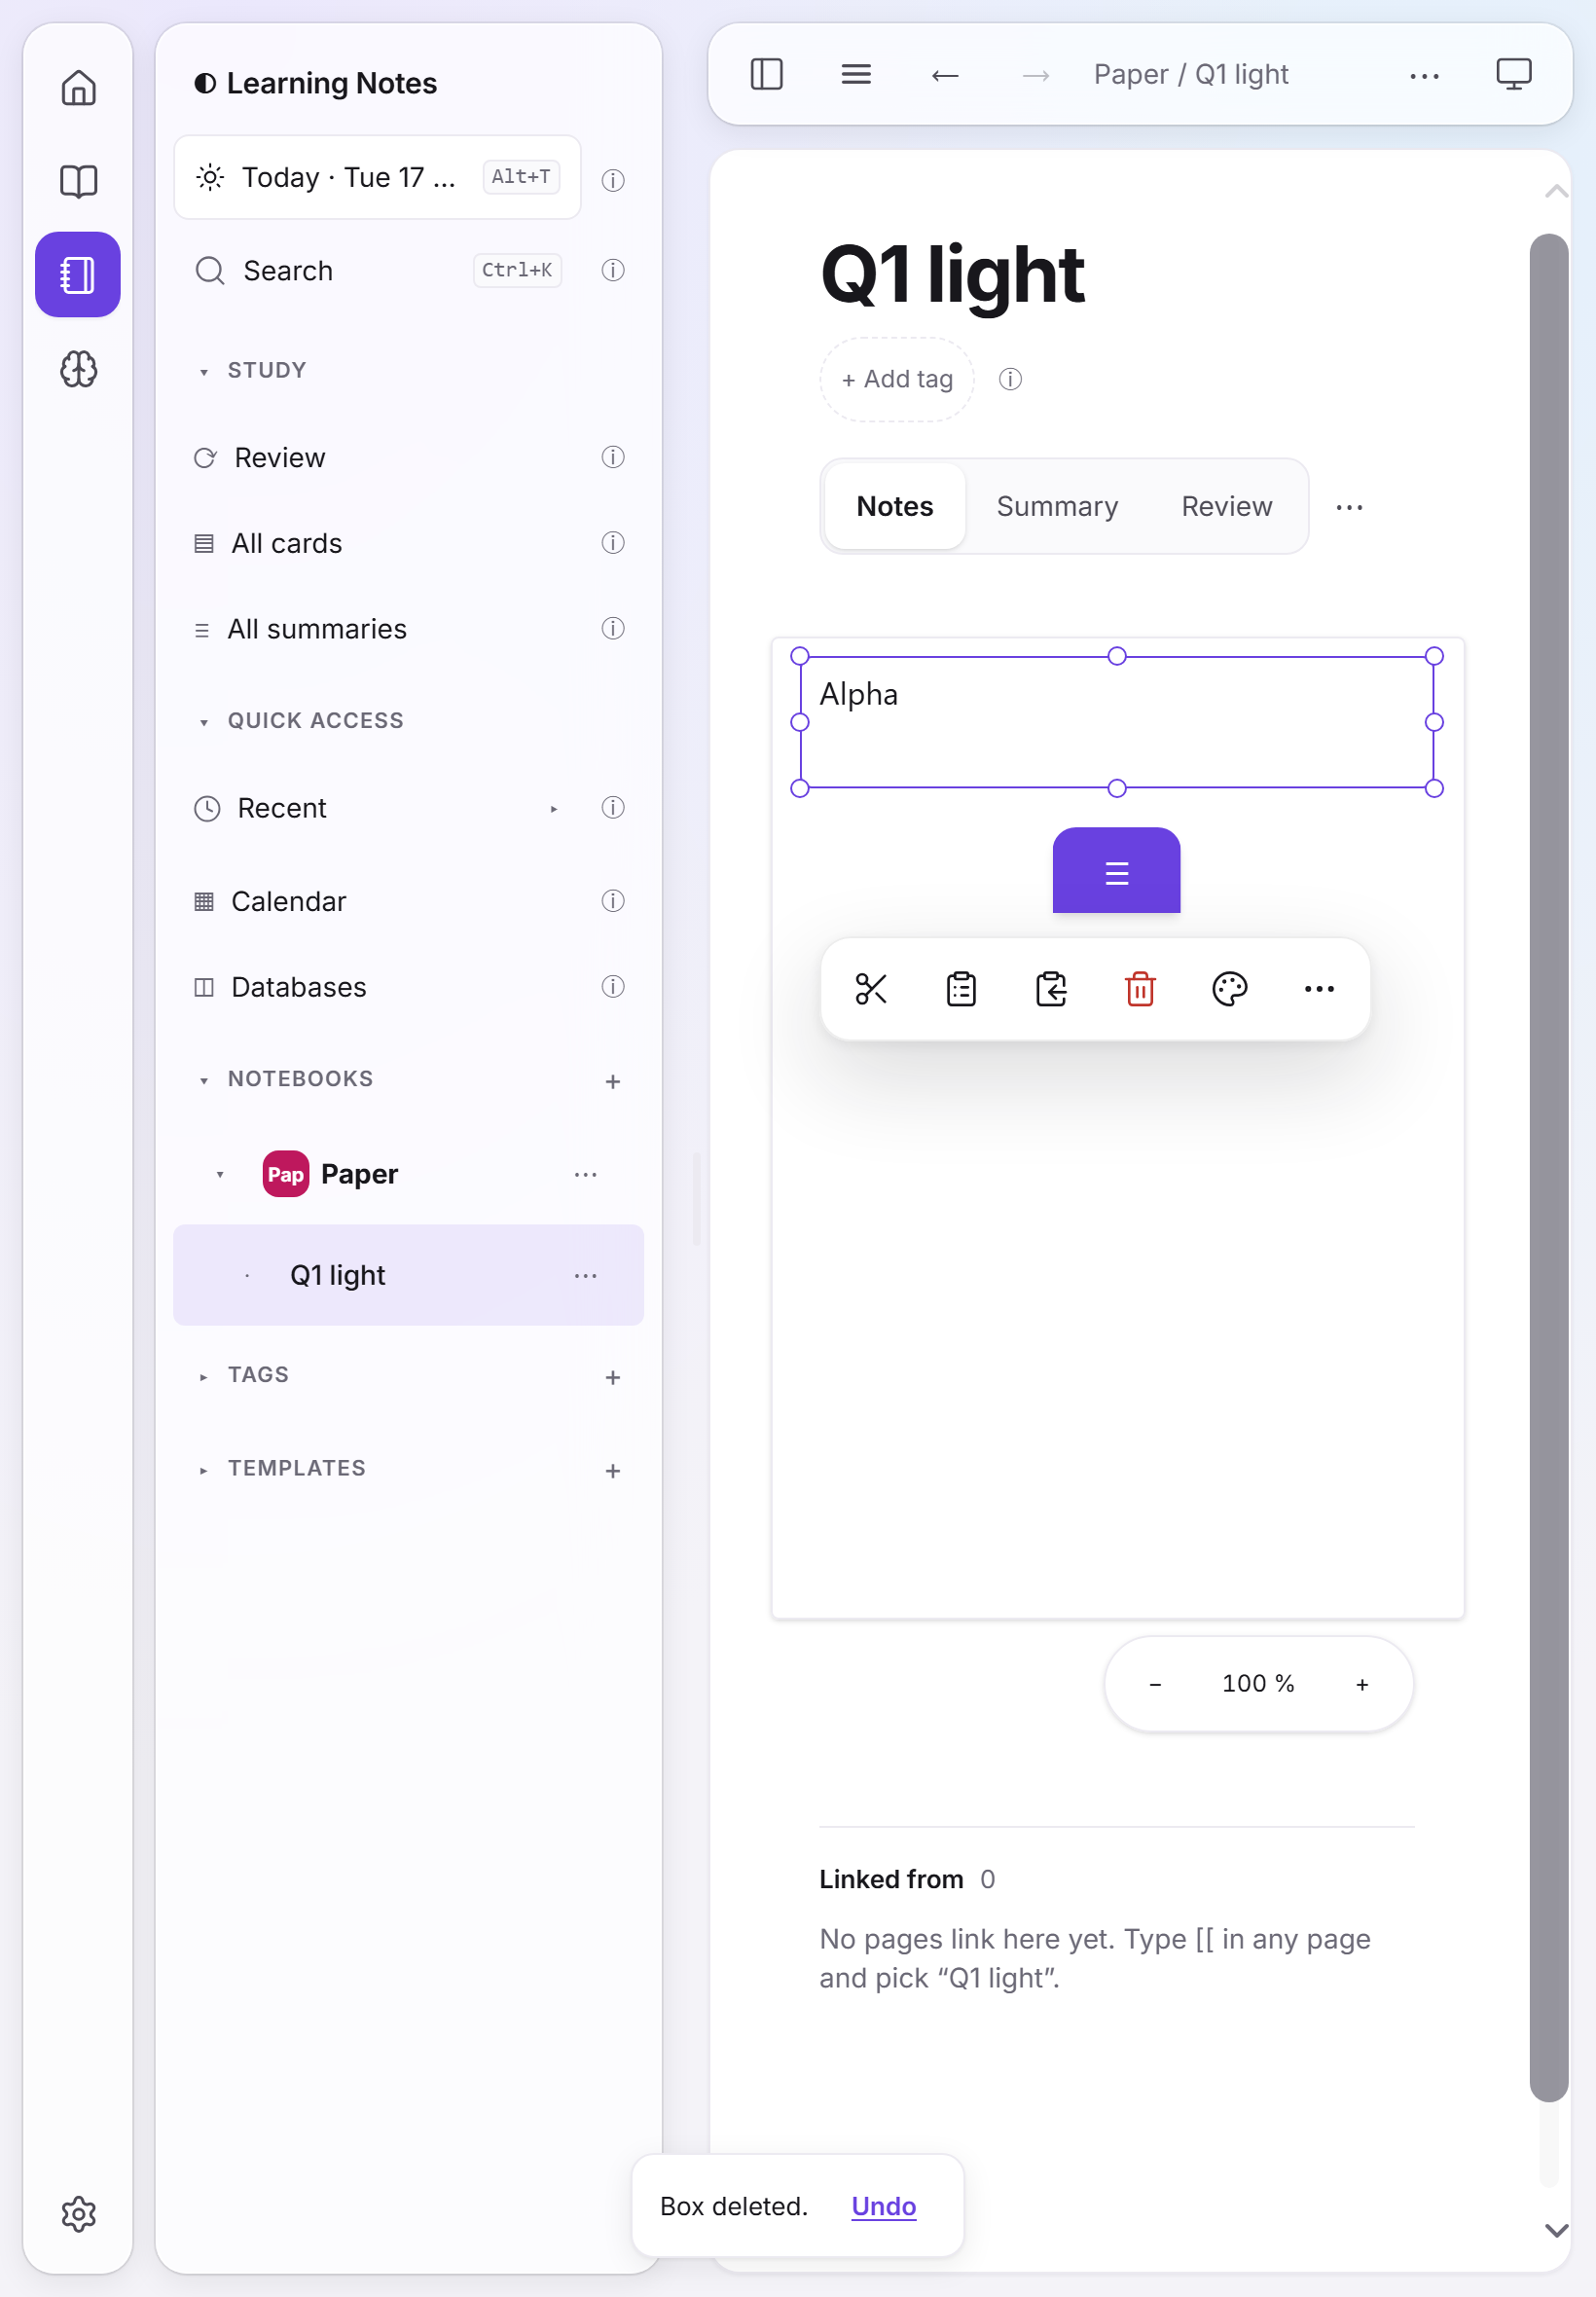 Learning Notes
Today · Tue 17 ... Alt+T
Search Ctrl+K
STUDY
Review
All cards
All summaries
QUICK ACCESS
Recent
Calendar
Databases
NOTEBOOKS +
Pap Paper ...
Q1 light ...
TAGS +
TEMPLATES +
Paper / Q1 light
Q1 light
+ Add tag
Notes Summary Review ...
Alpha
− 100 % +
Linked from 0
No pages link here yet. Type [[ in any page
and pick “Q1 light”.
Box deleted. Undo